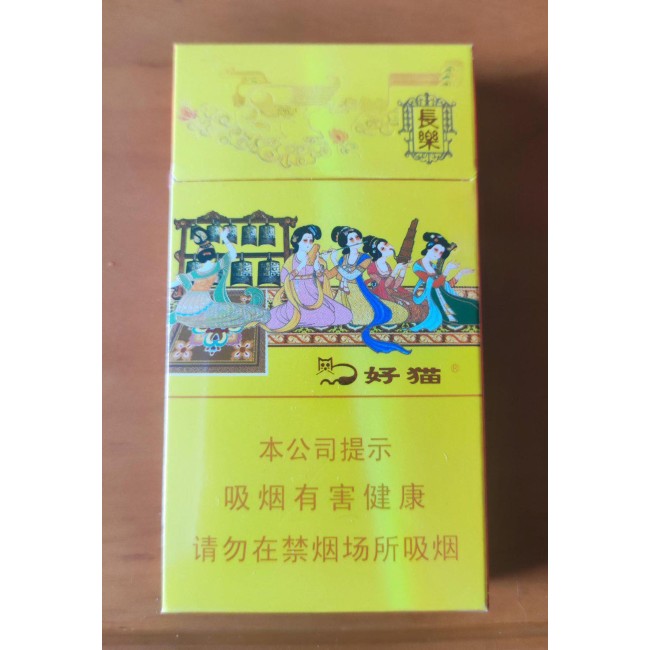 長樂
好猫®
本公司提示
吸烟有害健康
请勿在禁烟场所吸烟